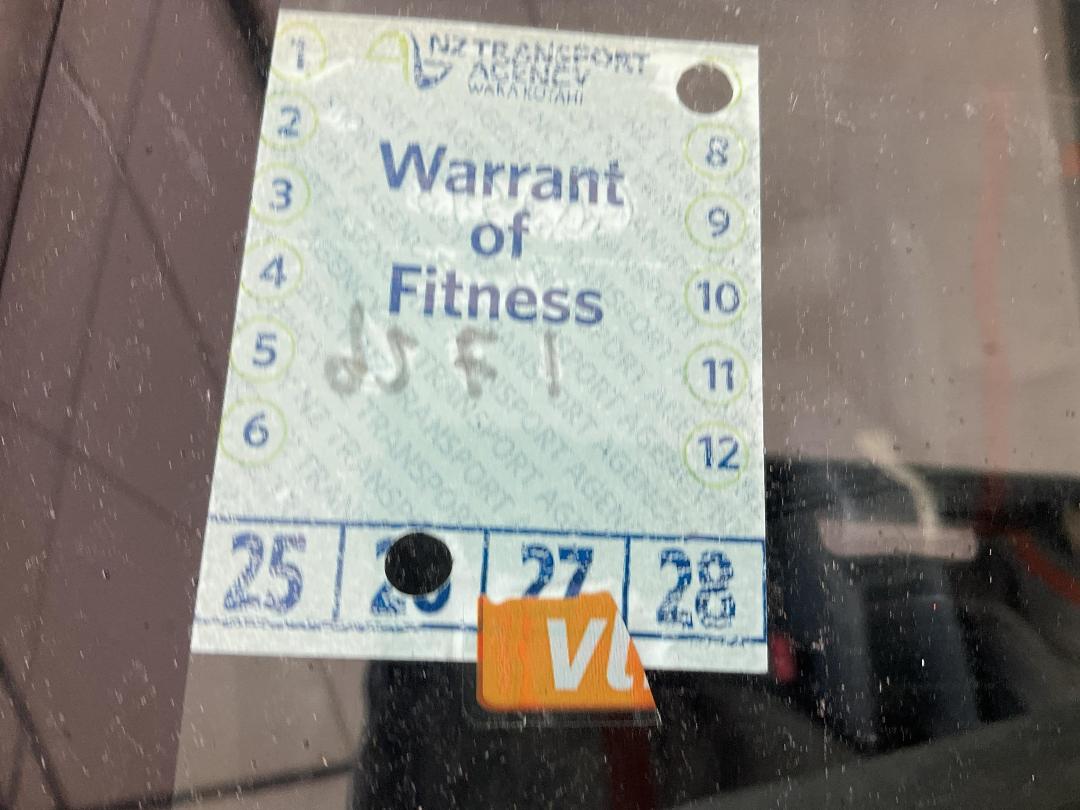 NZ TRANSPORT
AGENCY
WAKA KOTAHI
Warrant
of
Fitness
1
2
3
4
5
6
8
9
10
11
12
25
27
28